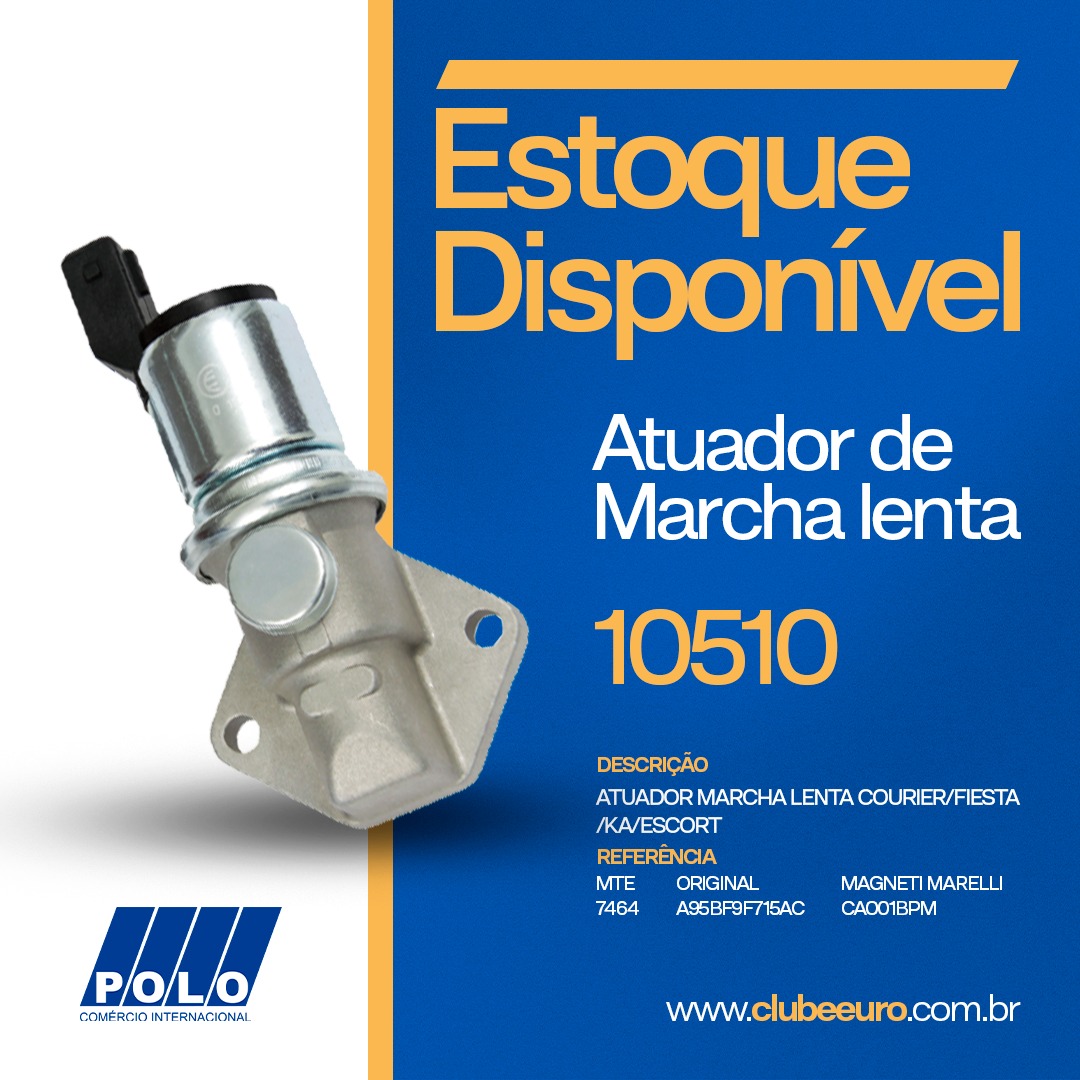 Estoque
Disponível
Atuador de
Marcha lenta
10510
DESCRIÇÃO
ATUADOR MARCHA LENTA COURIER/FIESTA
/KA/ESCORT
REFERÊNCIA
MTE ORIGINAL MAGNETI MARELLI
7464 A95BF9F715AC CA001BPM
POLO
COMÉRCIO INTERNACIONAL
www.clubeeuro.com.br